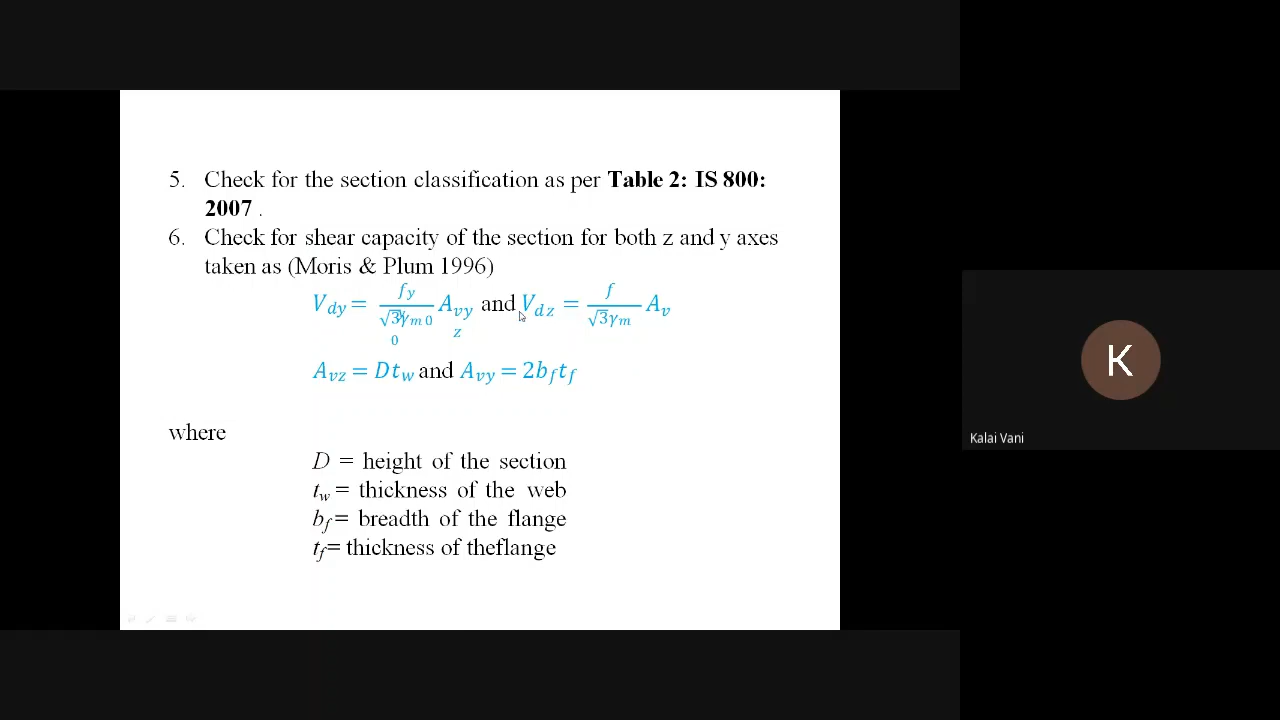 5. Check for the section classification as per Table 2: IS 800:
2007 .
6. Check for shear capacity of the section for both z and y axes
taken as (Moris & Plum 1996)
V_dy = f_y / √3γ_m0 A_vy and V_dz = f / √3γ_m A_v
0 z
A_vz = Dt_w and A_vy = 2b_f t_f
where
D = height of the section
t_w = thickness of the web
b_f = breadth of the flange
t_f= thickness of theflange
K
Kalai Vani